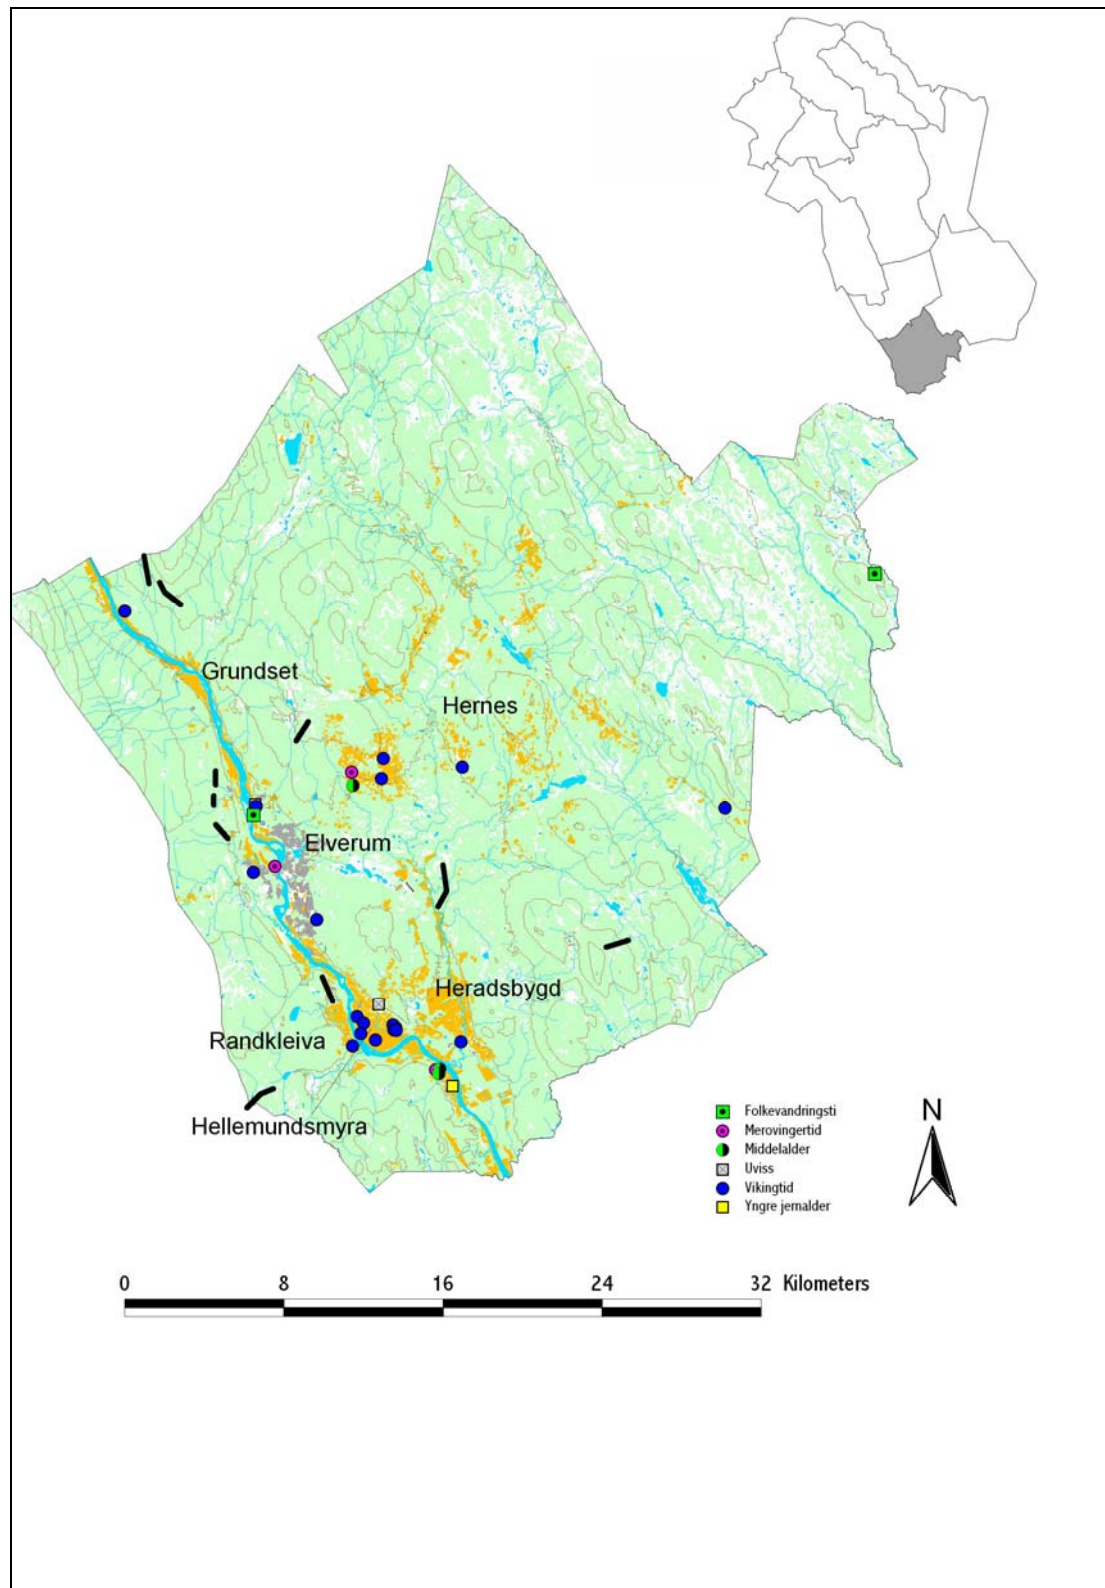 Grundset
Hernes
Elverum
Heradsbygd
Randkleiva
Hellemundsmyra
Folkevandringsti
Merovingertid
Middelalder
Uviss
Vikingtid
Yngre jernalder
N
0 8 16 24 32 Kilometers